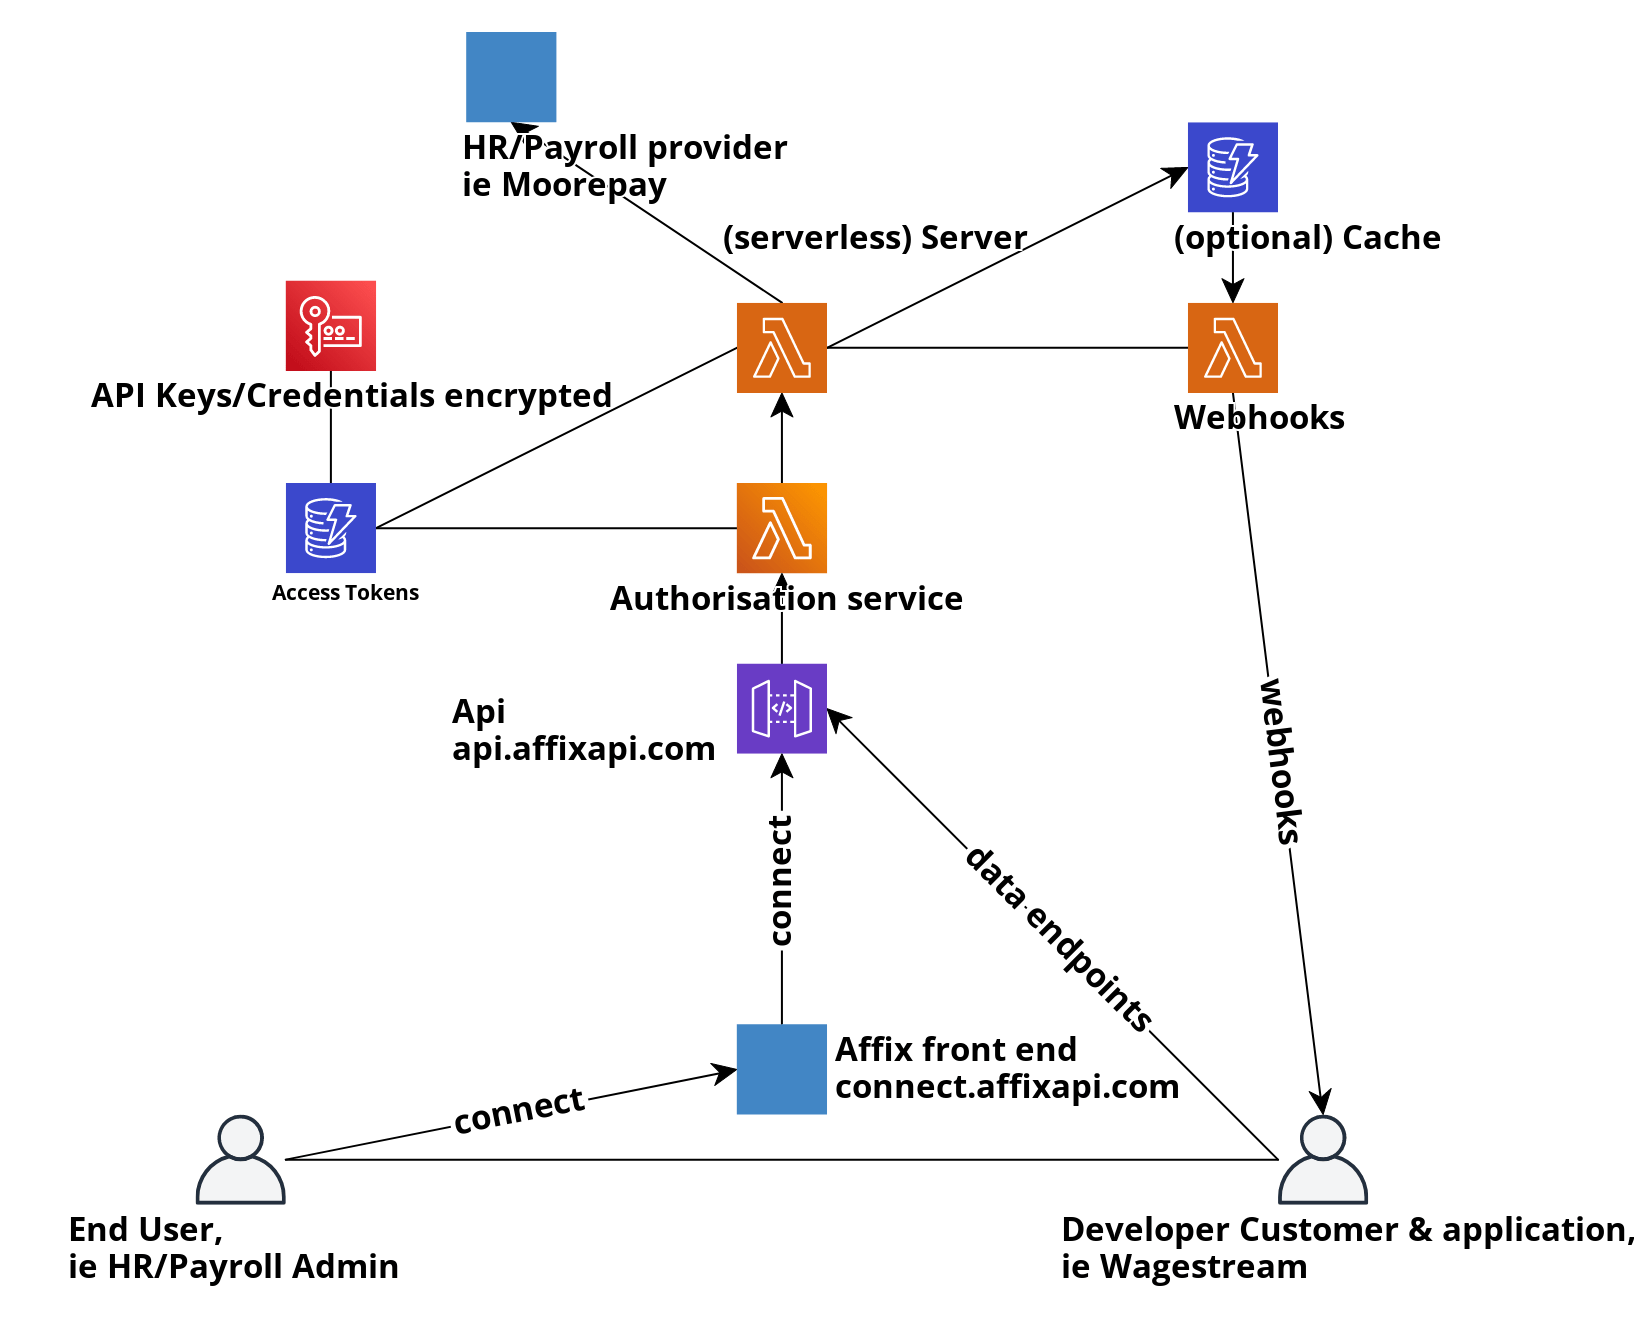 HR/Payroll provider
ie Moorepay
(serverless) Server
(optional) Cache
API Keys/Credentials encrypted
Webhooks
Access Tokens
Authorisation service
Api
api.affixapi.com
webhooks
connect
data endpoints
Affix front end
connect.affixapi.com
connect
End User,
ie HR/Payroll Admin
Developer Customer & application,
ie Wagestream